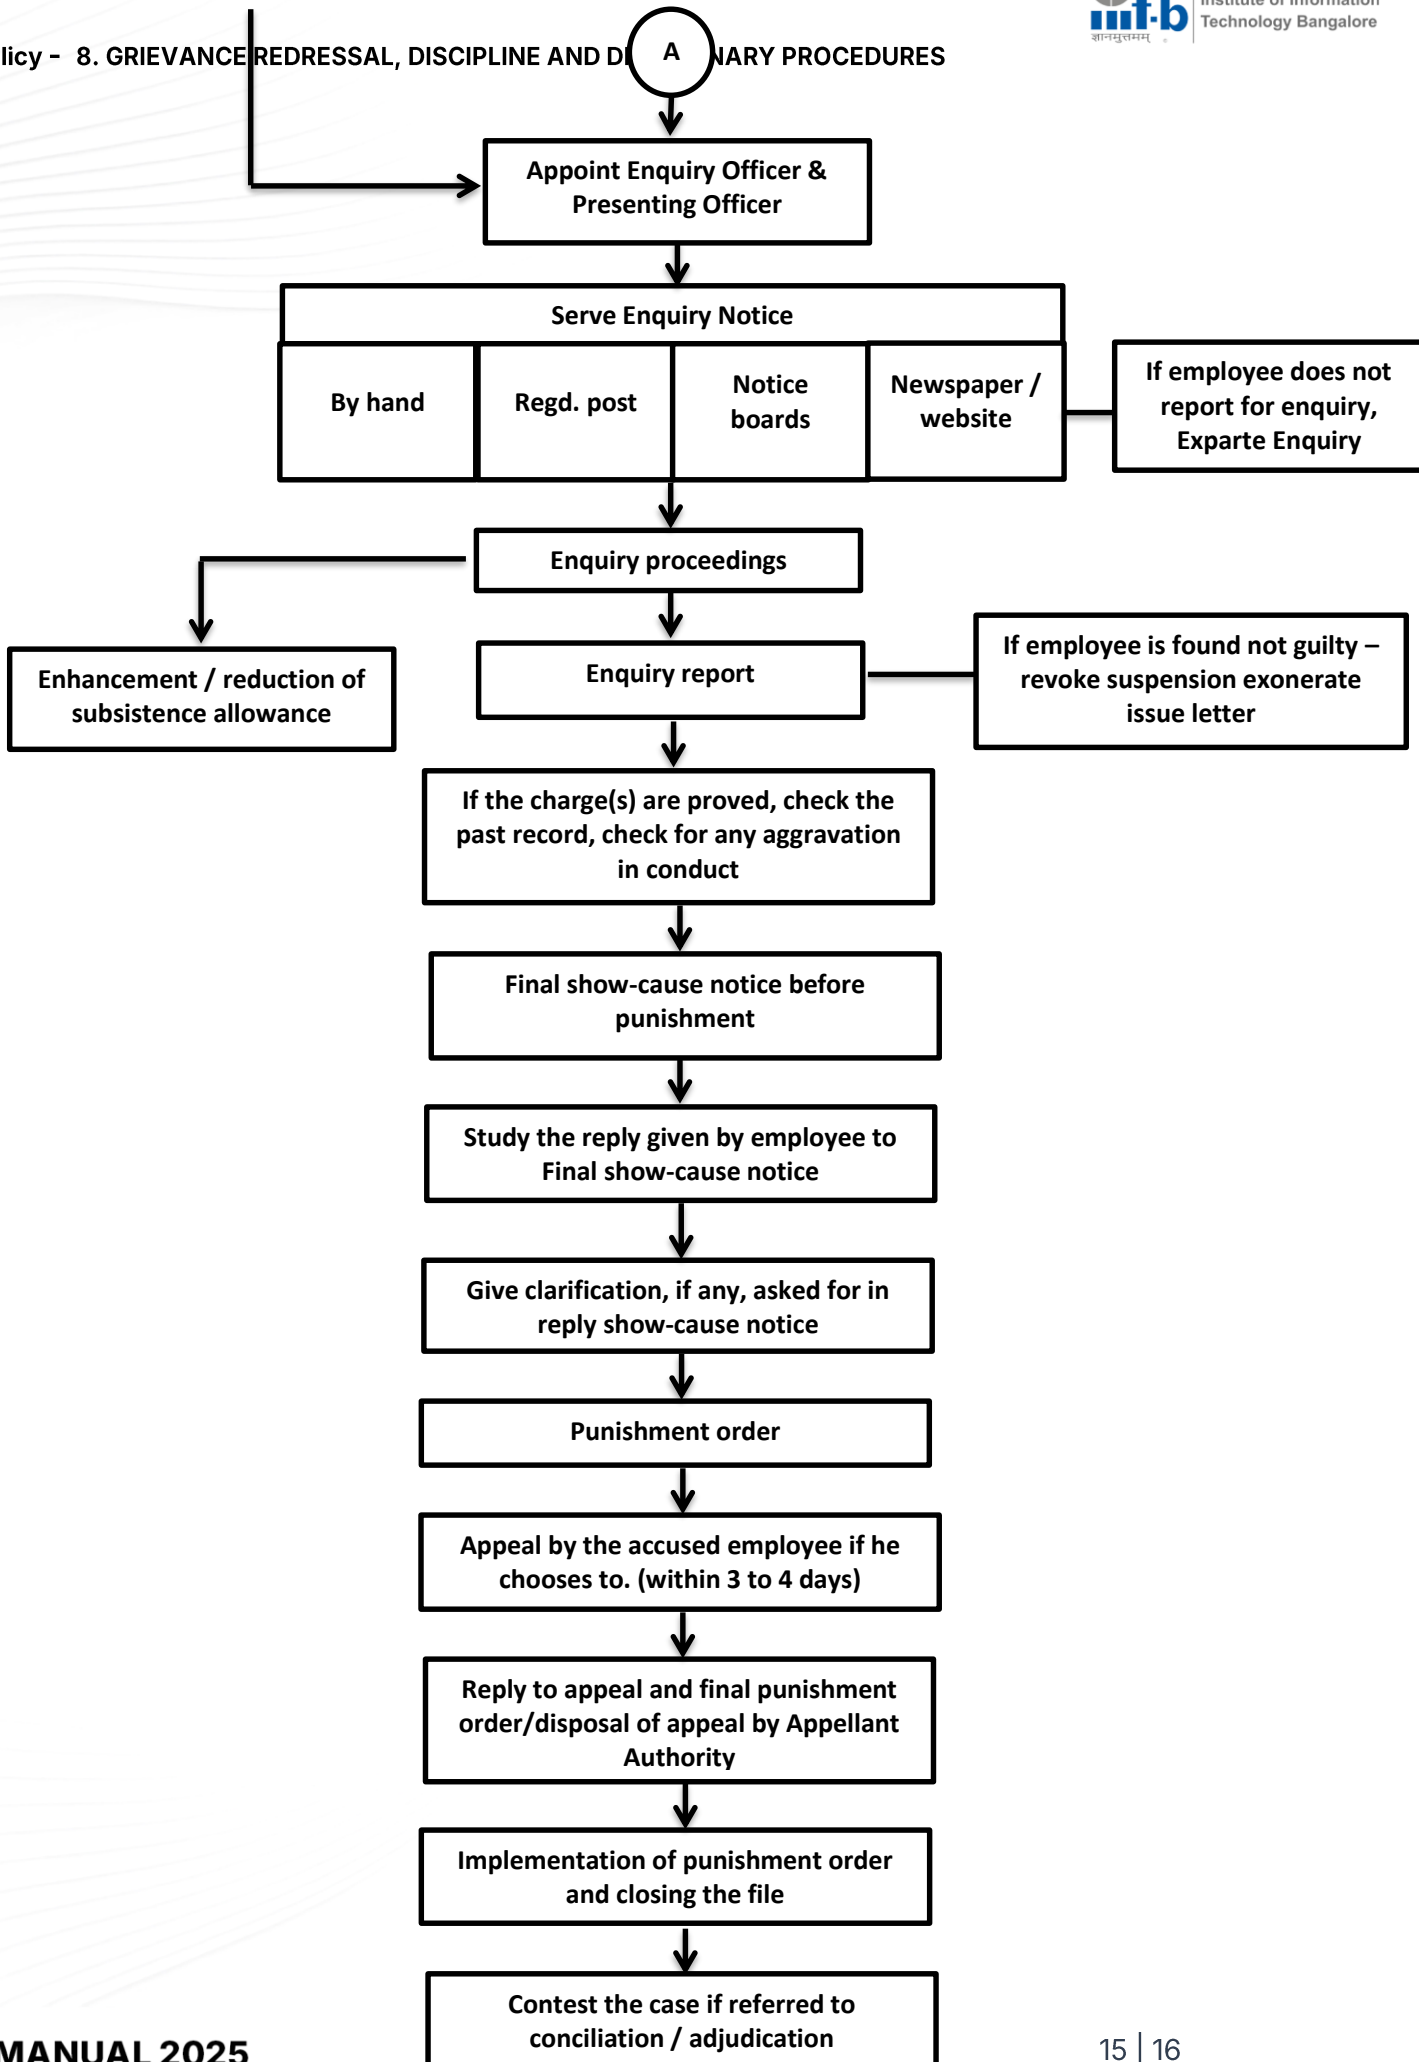 Institute of Information
Technology Bangalore
ज्ञानमुत्तमम्
licy - 8. GRIEVANCE REDRESSAL, DISCIPLINE AND DI NARY PROCEDURES
A
Appoint Enquiry Officer &
Presenting Officer
Serve Enquiry Notice
By hand
Regd. post
Notice
boards
Newspaper /
website
If employee does not
report for enquiry,
Exparte Enquiry
Enquiry proceedings
Enhancement / reduction of
subsistence allowance
Enquiry report
If employee is found not guilty –
revoke suspension exonerate
issue letter
If the charge(s) are proved, check the
past record, check for any aggravation
in conduct
Final show-cause notice before
punishment
Study the reply given by employee to
Final show-cause notice
Give clarification, if any, asked for in
reply show-cause notice
Punishment order
Appeal by the accused employee if he
chooses to. (within 3 to 4 days)
Reply to appeal and final punishment
order/disposal of appeal by Appellant
Authority
Implementation of punishment order
and closing the file
Contest the case if referred to
conciliation / adjudication
MANUAL 2025
15 | 16